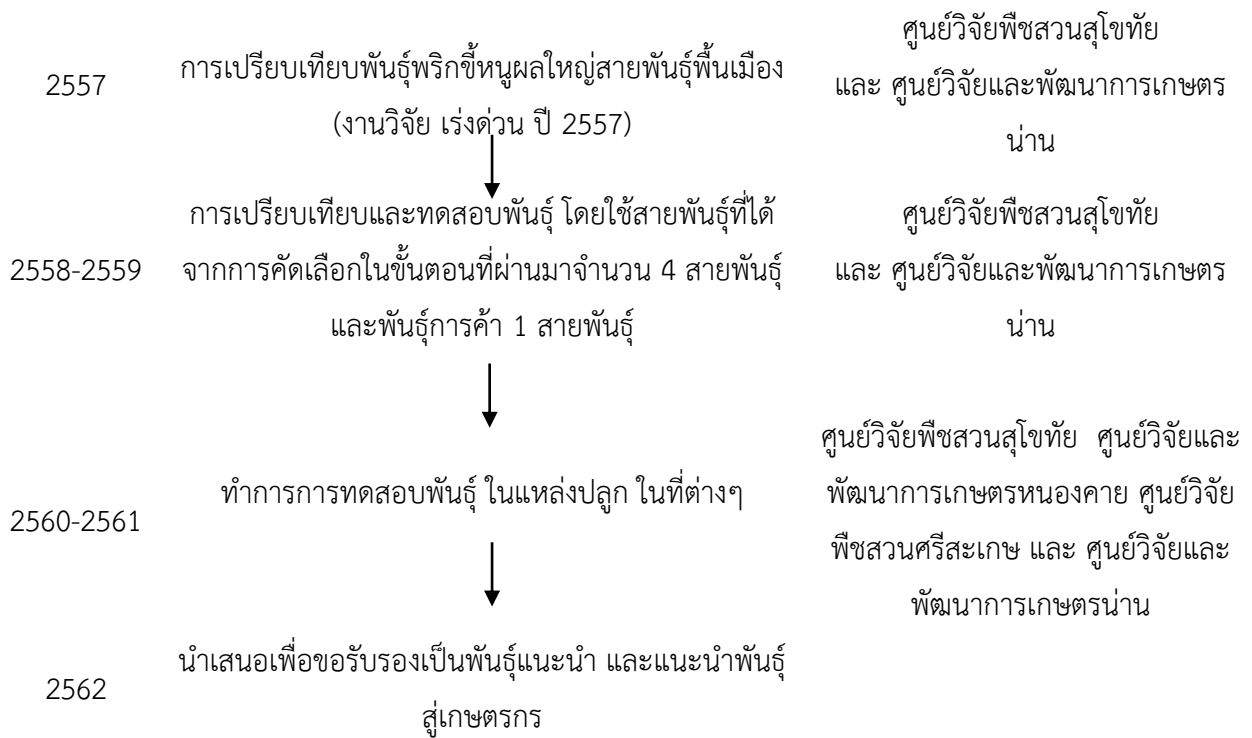 2557
การเปรียบเทียบพันธุ์พริกขี้หนูผลใหญ่สายพันธุ์พื้นเมือง
(งานวิจัย เร่งด่วน ปี 2557)
ศูนย์วิจัยพืชสวนสุโขทัย
และ ศูนย์วิจัยและพัฒนาการเกษตร
น่าน
2558-2559
การเปรียบเทียบและทดสอบพันธุ์ โดยใช้สายพันธุ์ที่ได้
จากการคัดเลือกในขั้นตอนที่ผ่านมาจำนวน 4 สายพันธุ์
และพันธุ์การค้า 1 สายพันธุ์
ศูนย์วิจัยพืชสวนสุโขทัย
และ ศูนย์วิจัยและพัฒนาการเกษตร
น่าน
2560-2561
ทำการการทดสอบพันธุ์ ในแหล่งปลูก ในที่ต่างๆ
ศูนย์วิจัยพืชสวนสุโขทัย ศูนย์วิจัยและ
พัฒนาการเกษตรหนองคาย ศูนย์วิจัย
พืชสวนศรีสะเกษ และ ศูนย์วิจัยและ
พัฒนาการเกษตรน่าน
2562
นำเสนอเพื่อขอรับรองเป็นพันธุ์แนะนำ และแนะนำพันธุ์
สู่เกษตรกร